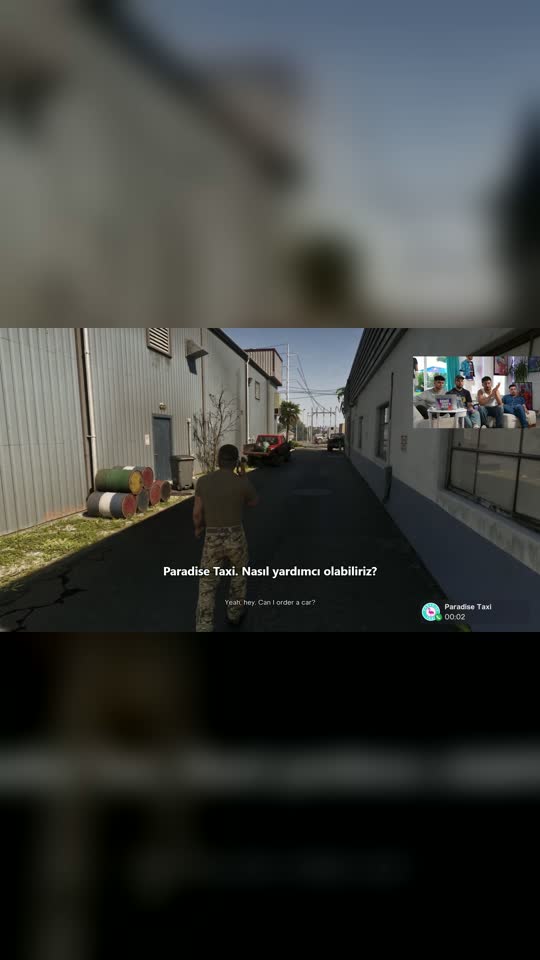 Paradise Taxi. Nasıl yardımcı olabiliriz?
Yeah, hey. Can I order a car?
Paradise Taxi
00:02